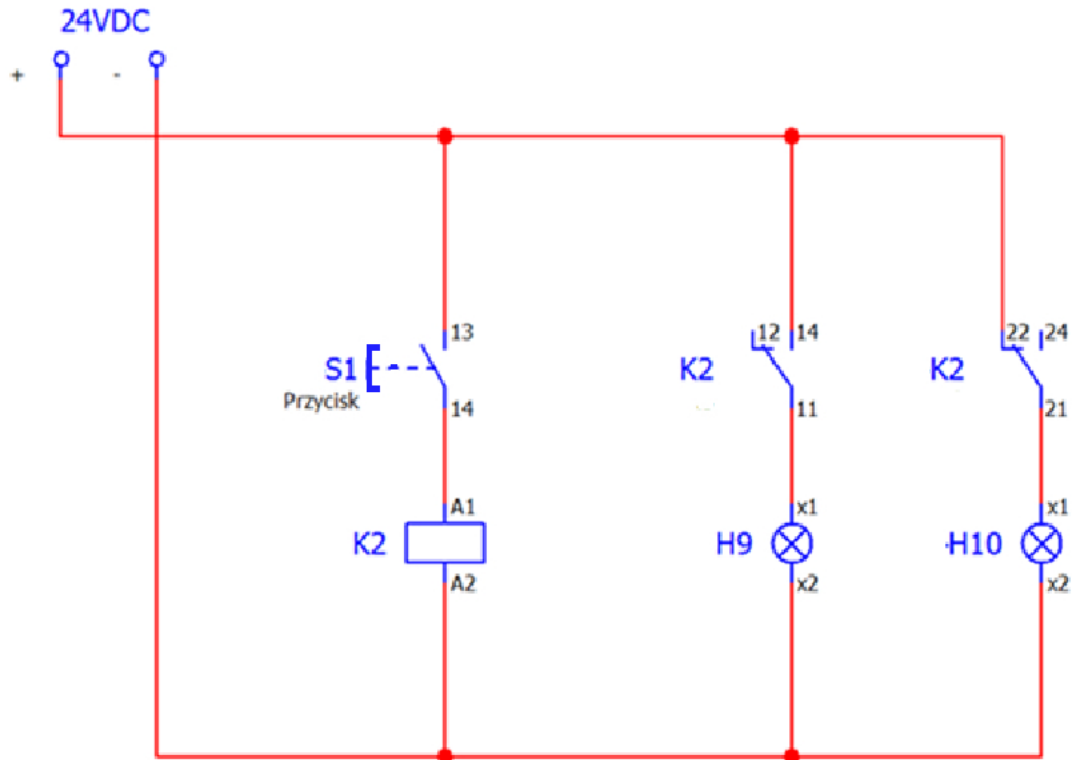 24VDC
+ -
13 12 14 22 24
S1 K2 K2
Przycisk
14 11 21
A1 x1 x1
K2 H9 H10
A2 x2 x2